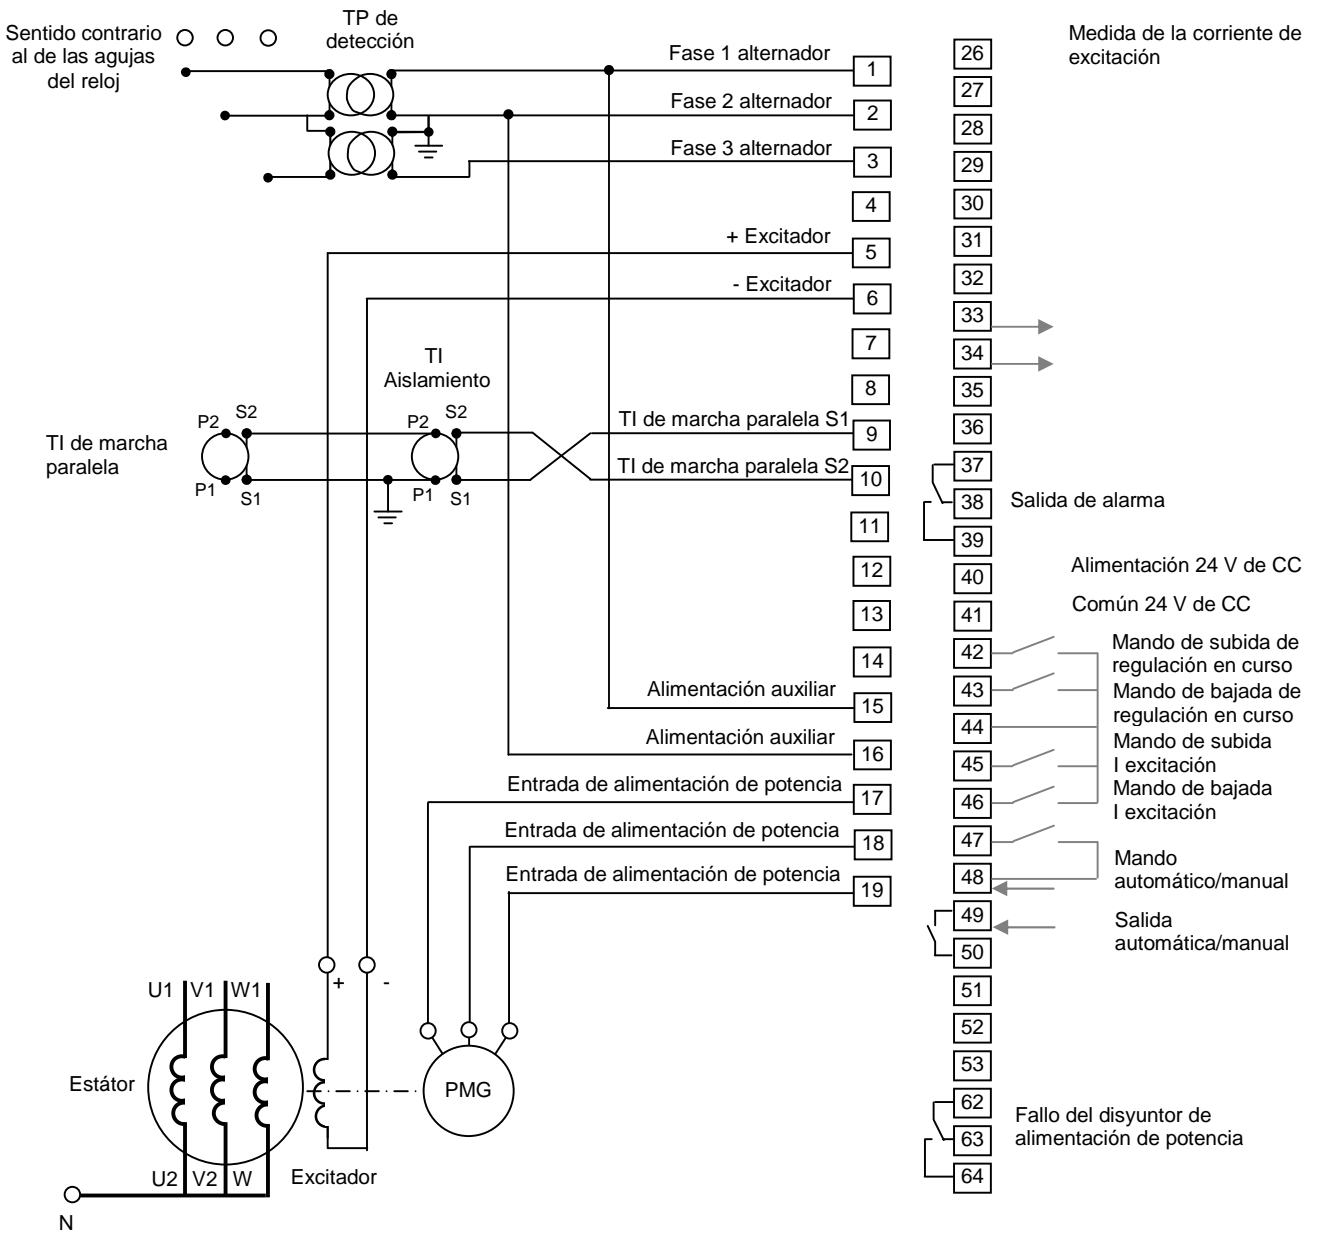 Sentido contrario
al de las agujas
del reloj
TP de
detección
Fase 1 alternador
1
Fase 2 alternador
2
Fase 3 alternador
3
4
+ Excitador
5
- Excitador
6
7
8
TI
Aislamiento
TI de marcha
paralela
P2
S2
P1
S1
P2
S2
P1
S1
TI de marcha paralela S1
9
TI de marcha paralela S2
10
11
12
13
14
Alimentación auxiliar
15
Alimentación auxiliar
16
Entrada de alimentación de potencia
17
Entrada de alimentación de potencia
18
Entrada de alimentación de potencia
19
+
-
U1
V1
W1
Estátor
PMG
U2
V2
W
Excitador
N
Medida de la corriente de
excitación
26
27
28
29
30
31
32
33
34
35
36
37
38
Salida de alarma
39
Alimentación 24 V de CC
40
Común 24 V de CC
41
42
Mando de subida de
regulación en curso
43
Mando de bajada de
regulación en curso
44
Mando de subida
I excitación
45
Mando de bajada
I excitación
46
47
Mando
automático/manual
48
49
Salida
automática/manual
50
51
52
53
62
Fallo del disyuntor de
alimentación de potencia
63
64